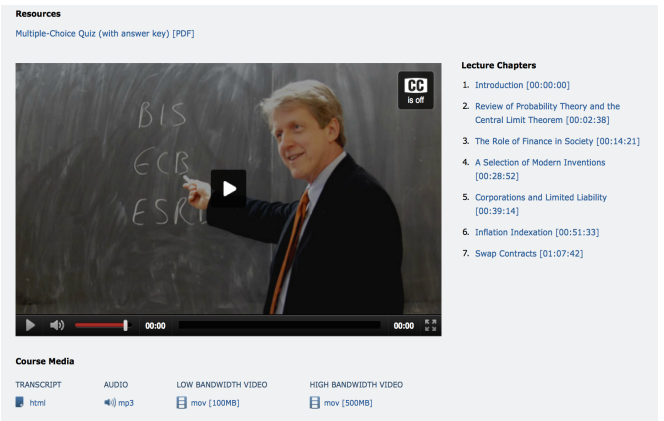 Resources
Multiple-Choice Quiz (with answer key) [PDF]
BIS
ECB
ESRB
CC
is off
00:00
00:00
Lecture Chapters
1. Introduction [00:00:00]
2. Review of Probability Theory and the
Central Limit Theorem [00:02:38]
3. The Role of Finance in Society [00:14:21]
4. A Selection of Modern Inventions
[00:28:52]
5. Corporations and Limited Liability
[00:39:14]
6. Inflation Indexation [00:51:33]
7. Swap Contracts [01:07:42]
Course Media
TRANSCRIPT AUDIO LOW BANDWIDTH VIDEO HIGH BANDWIDTH VIDEO
html mp3 mov [100MB] mov [500MB]